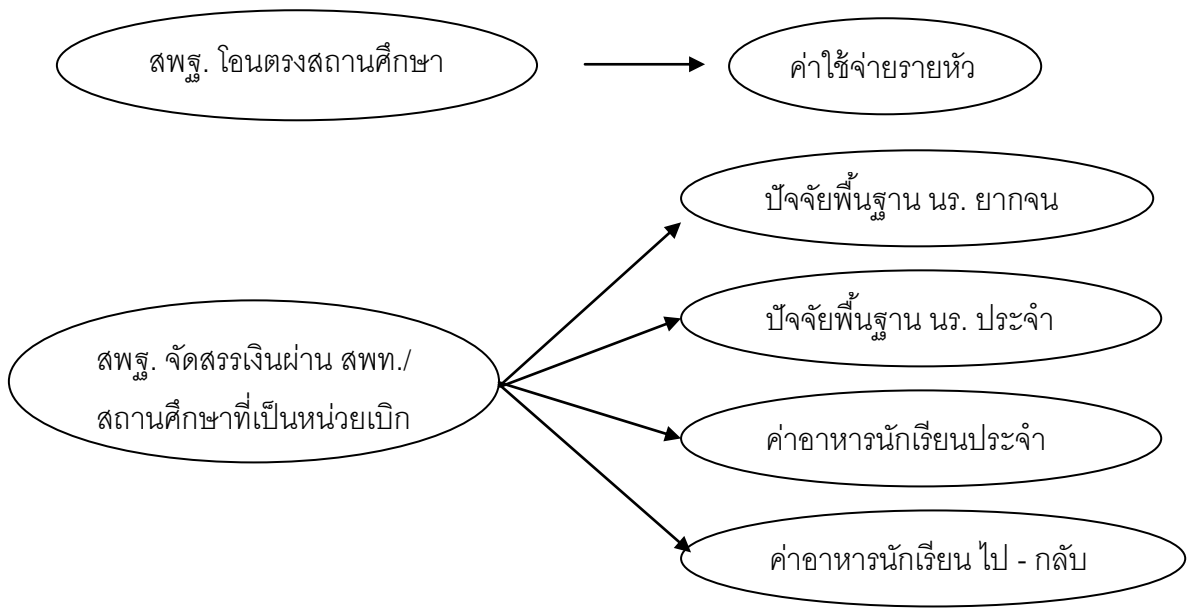 สพฐ. โอนตรงสถานศึกษา
ค่าใช้จ่ายรายหัว
ปัจจัยพื้นฐาน นร. ยากจน
ปัจจัยพื้นฐาน นร. ประจำ
สพฐ. จัดสรรเงินผ่าน สพท./
สถานศึกษาที่เป็นหน่วยเบิก
ค่าอาหารนักเรียนประจำ
ค่าอาหารนักเรียน ไป - กลับ